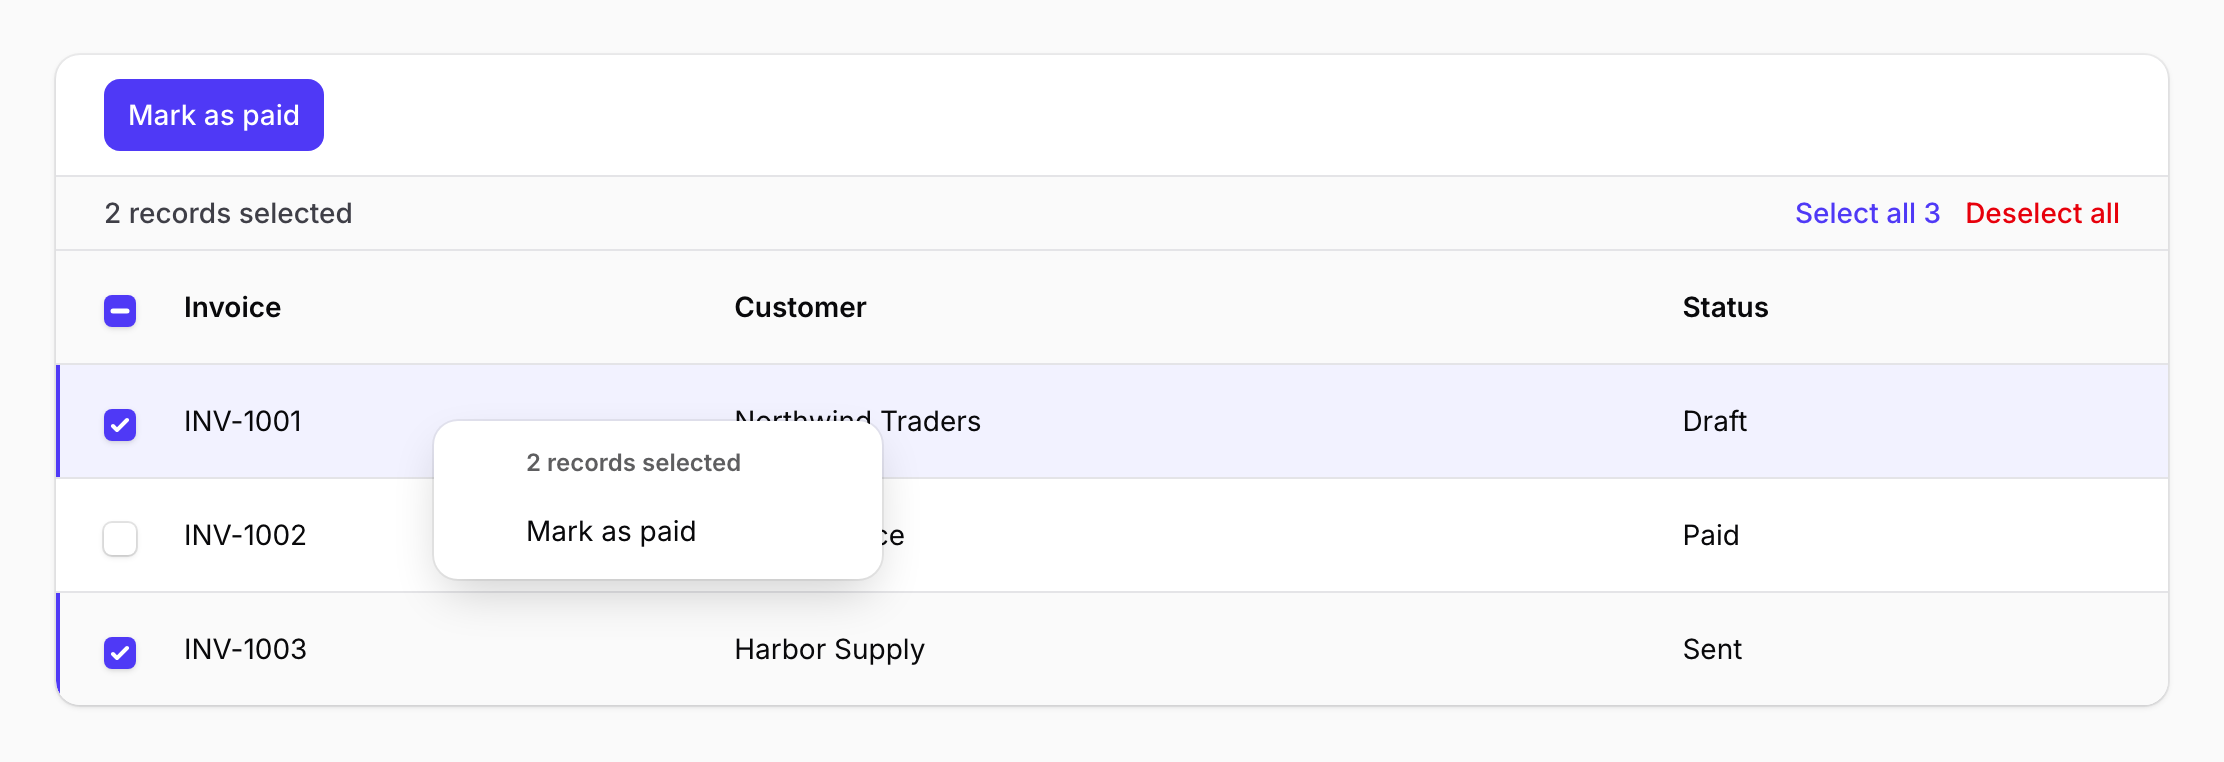 Mark as paid
2 records selected
Select all 3 Deselect all
Invoice Customer Status
INV-1001 Northwind Traders Draft
2 records selected
INV-1002 Paid
Mark as paid
INV-1003 Harbor Supply Sent